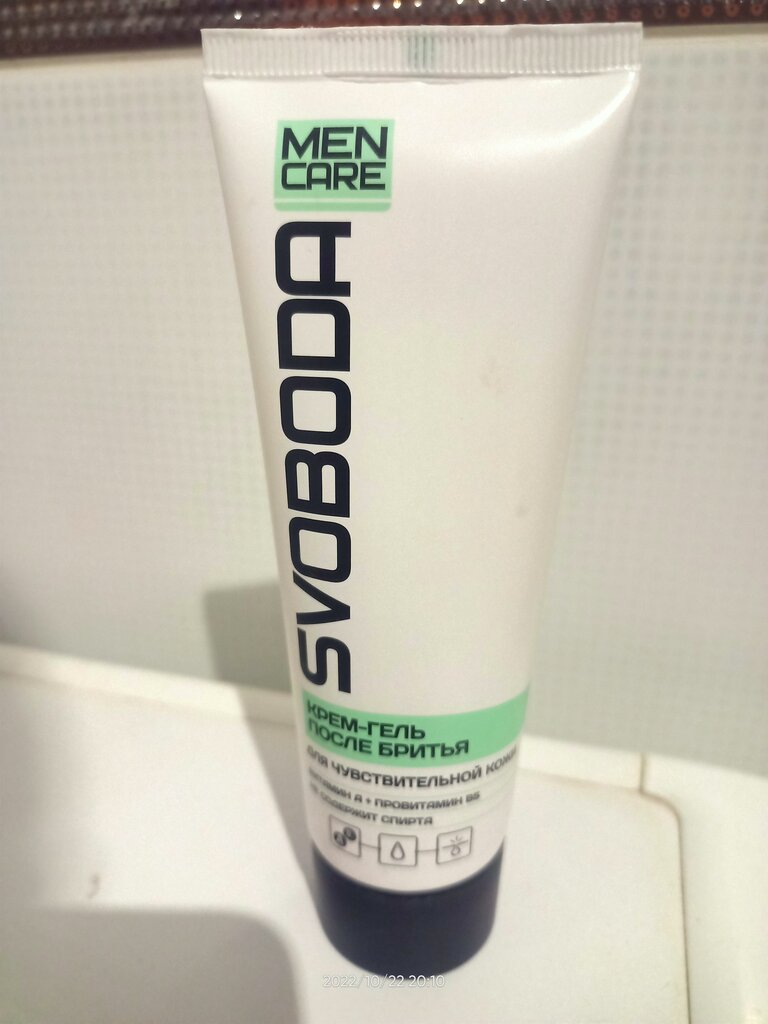 MEN
CARE
SVOBODA
КРЕМ-ГЕЛЬ
ПОСЛЕ БРИТЬЯ
ДЛЯ ЧУВСТВИТЕЛЬНОЙ КОЖИ
ВИТАМИН А + ПРОВИТАМИН В5
НЕ СОДЕРЖИТ СПИРТА
2022/10/22 20:10